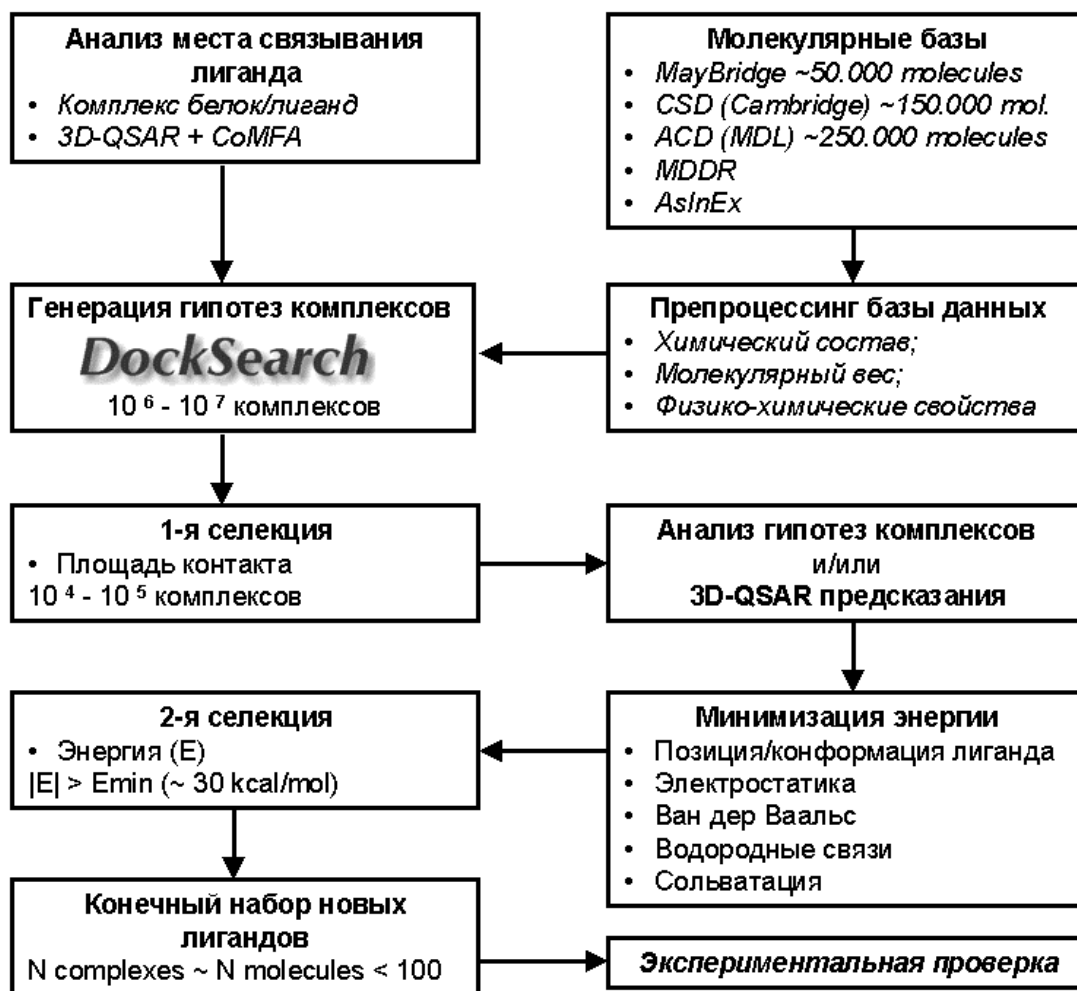 Анализ места связывания
лиганда
• Комплекс белок/лиганд
• 3D-QSAR + CoMFA
Молекулярные базы
• MayBridge ~50.000 molecules
• CSD (Cambridge) ~150.000 mol.
• ACD (MDL) ~250.000 molecules
• MDDR
• AsInEx
Генерация гипотез комплексов
DockSearch
10 ⁶ - 10 ⁷ комплексов
Препроцессинг базы данных
• Химический состав;
• Молекулярный вес;
• Физико-химические свойства
1-я селекция
• Площадь контакта
10 ⁴ - 10 ⁵ комплексов
Анализ гипотез комплексов
и/или
3D-QSAR предсказания
2-я селекция
• Энергия (E)
|E| > Emin (~ 30 kcal/mol)
Минимизация энергии
• Позиция/конформация лиганда
• Электростатика
• Ван дер Ваальс
• Водородные связи
• Сольватация
Конечный набор новых
лигандов
N complexes ~ N molecules < 100
Экспериментальная проверка